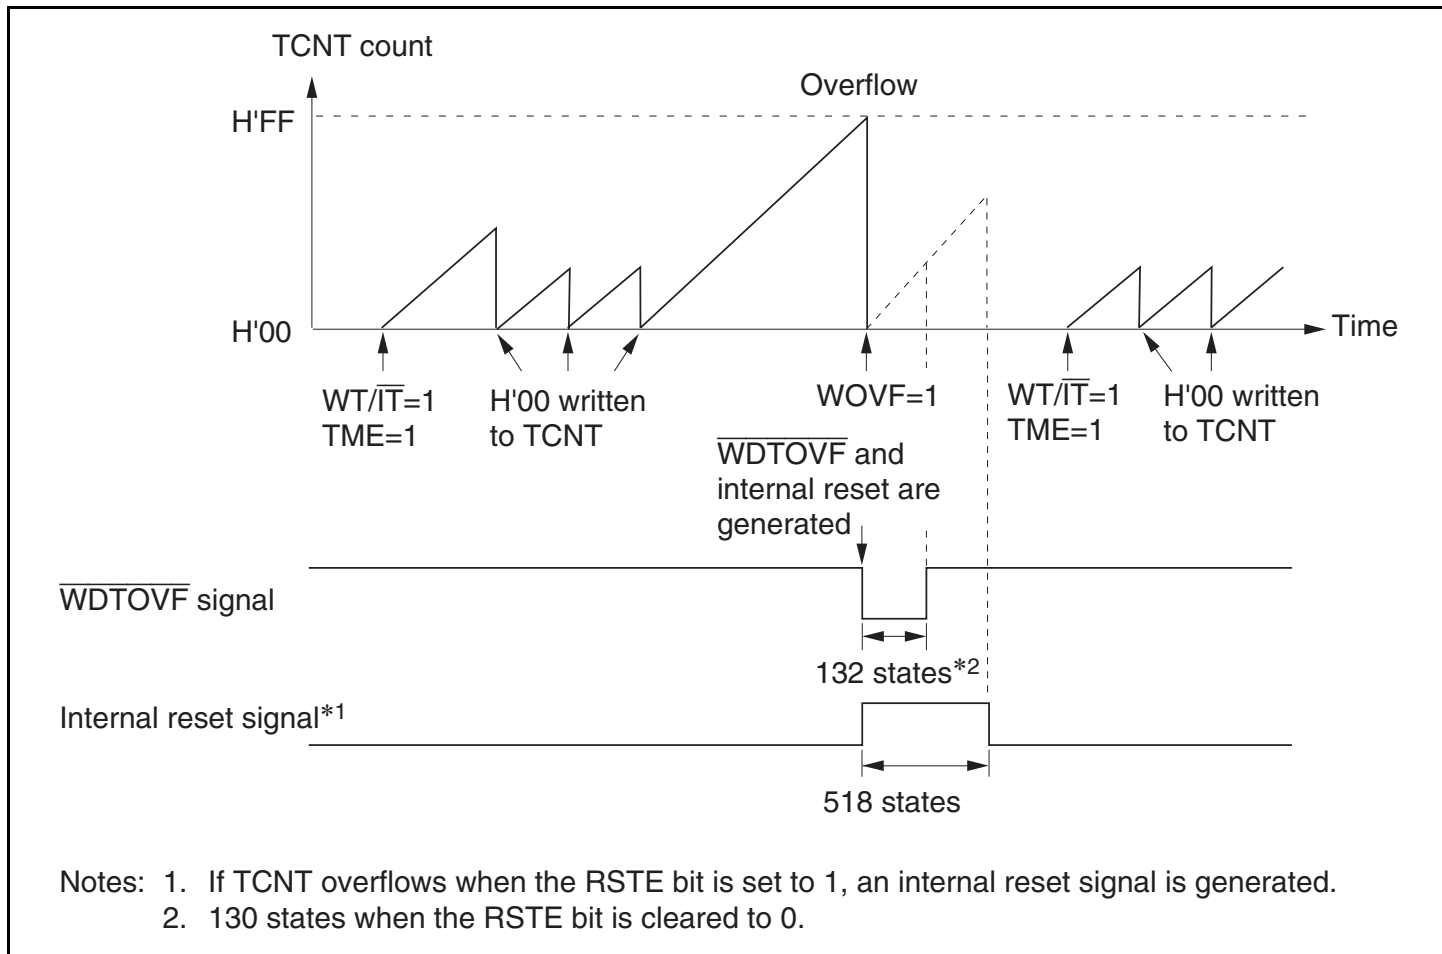 TCNT count
Overflow
H'FF
H'00
Time
WT/IT=1
TME=1
H'00 written
to TCNT
WOVF=1
WT/IT=1
TME=1
H'00 written
to TCNT
WDTOVF and
internal reset are
generated
WDTOVF signal
132 states*2
Internal reset signal*1
518 states
Notes: 1. If TCNT overflows when the RSTE bit is set to 1, an internal reset signal is generated.
2. 130 states when the RSTE bit is cleared to 0.